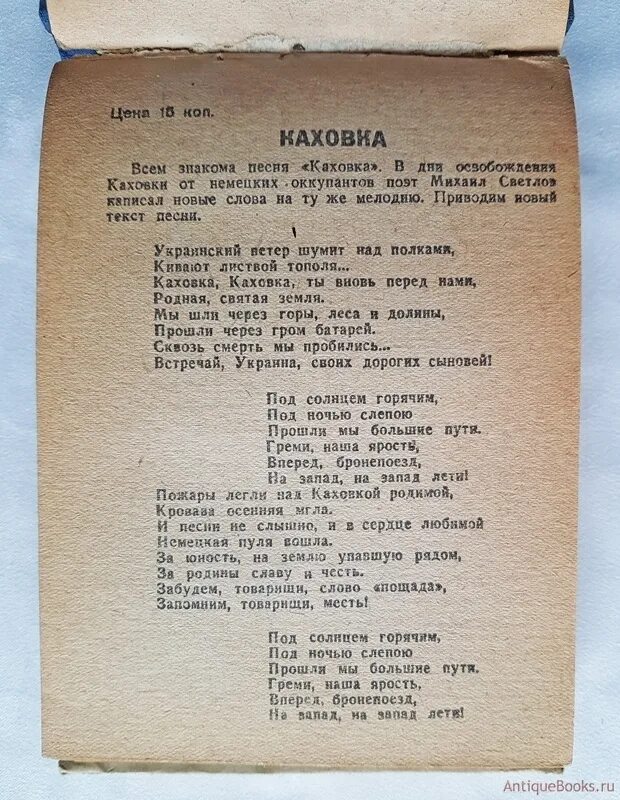 Цена 15 коп.
КАХОВКА
Всем знакома песня «Каховка». В дни освобождения
Каховки от немецких оккупантов поэт Михаил Светлов
написал новые слова на ту же мелодию. Приводим новый
текст песни.
Украинский ветер шумит над полками,
Кивают листвой тополя...
Каховка, Каховка, ты вновь перед нами,
Родная, святая земля.
Мы шли через горы, леса и долины,
Прошли через гром батарей.
Сквозь смерть мы пробились...
Встречай, Украина, своих дорогих сыновей!
Под солнцем горячим,
Под ночью слепою
Прошли мы большие пути.
Греми, наша ярость,
Вперед, бронепоезд,
На запад, на запад лети!
Пожары легли над Каховкой родимой,
Кровава осенняя мгла.
И песни не слышно, и в сердце любимой
Немецкая пуля вошла.
За юность, на землю упавшую рядом,
За родины славу и честь.
Забудем, товарищи, слово «пощада»,
Запомним, товарищи, месть!
Под солнцем горячим,
Под ночью слепою
Прошли мы большие пути.
Греми, наша ярость,
Вперед, бронепоезд,
На запад, на запад лети!
AntiqueBooks.ru